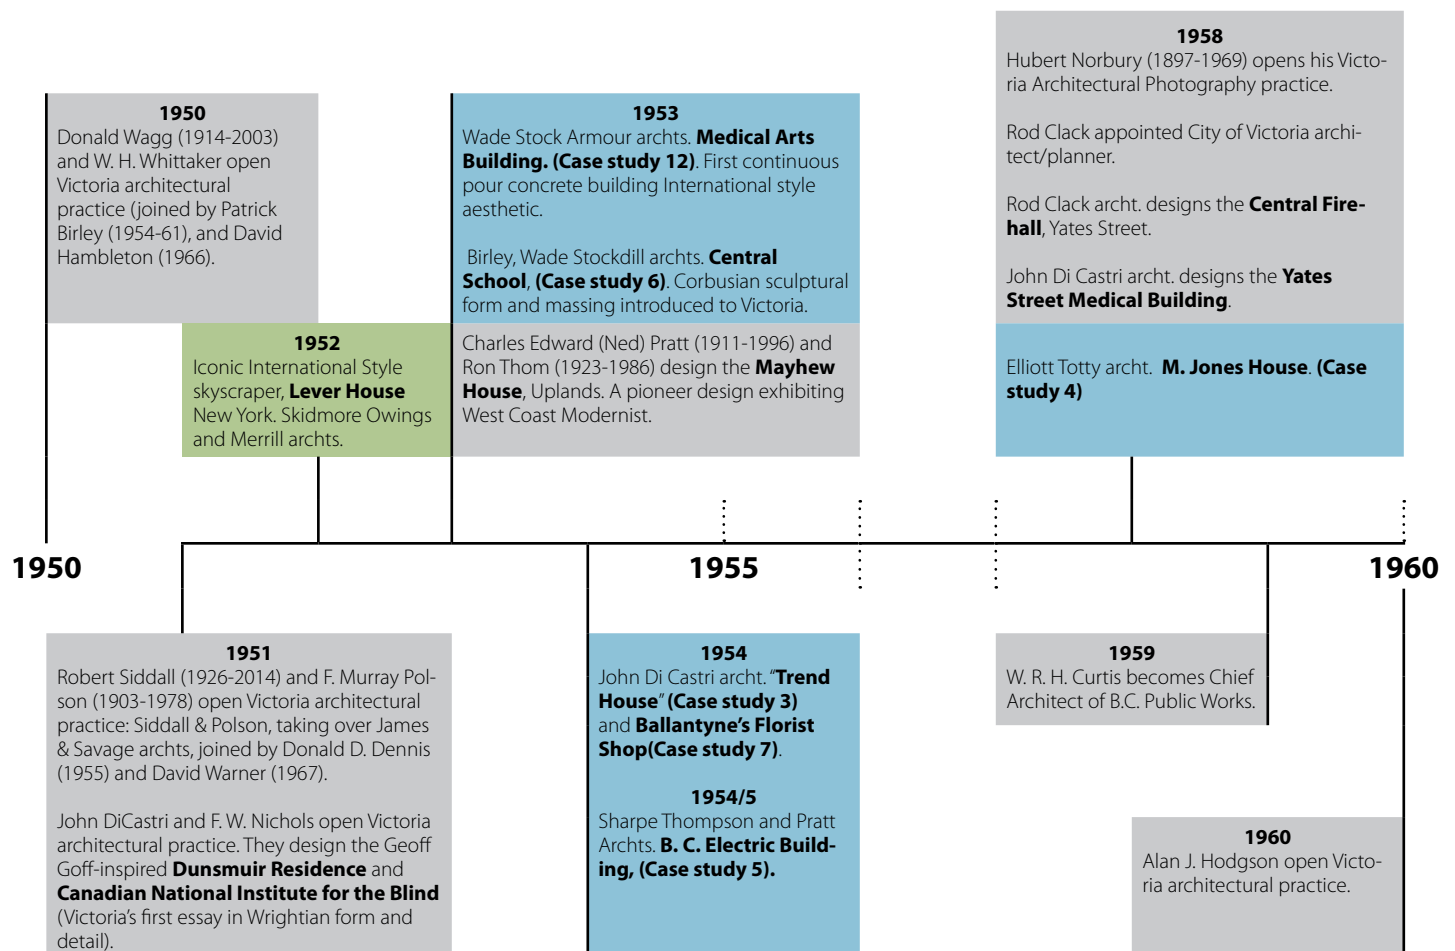 1950
Donald Wagg (1914-2003)
and W. H. Whittaker open
Victoria architectural
practice (joined by Patrick
Birley (1954-61), and David
Hambleton (1966).
1952
Iconic International Style
skyscraper, Lever House
New York. Skidmore Owings
and Merrill archts.
1953
Wade Stock Armour archts. Medical Arts
Building. (Case study 12). First continuous
pour concrete building International style
aesthetic.
Birley, Wade Stockdill archts. Central
School, (Case study 6). Corbusian sculptural
form and massing introduced to Victoria.
Charles Edward (Ned) Pratt (1911-1996) and
Ron Thom (1923-1986) design the Mayhew
House, Uplands. A pioneer design exhibiting
West Coast Modernist.
1958
Hubert Norbury (1897-1969) opens his Victo-
ria Architectural Photography practice.
Rod Clack appointed City of Victoria archi-
tect/planner.
Rod Clack archt. designs the Central Fire-
hall, Yates Street.
John Di Castri archt. designs the Yates
Street Medical Building.
Elliott Totty archt. M. Jones House. (Case
study 4)
1950
1955
1960
1951
Robert Siddall (1926-2014) and F. Murray Pol-
son (1903-1978) open Victoria architectural
practice: Siddall & Polson, taking over James
& Savage archts, joined by Donald D. Dennis
(1955) and David Warner (1967).
John DiCastri and F. W. Nichols open Victoria
architectural practice. They design the Geoff
Goff-inspired Dunsmuir Residence and
Canadian National Institute for the Blind
(Victoria's first essay in Wrightian form and
detail).
1954
John Di Castri archt. "Trend
House" (Case study 3)
and Ballantyne's Florist
Shop(Case study 7).
1954/5
Sharpe Thompson and Pratt
Archts. B. C. Electric Build-
ing, (Case study 5).
1959
W. R. H. Curtis becomes Chief
Architect of B.C. Public Works.
1960
Alan J. Hodgson open Victo-
ria architectural practice.